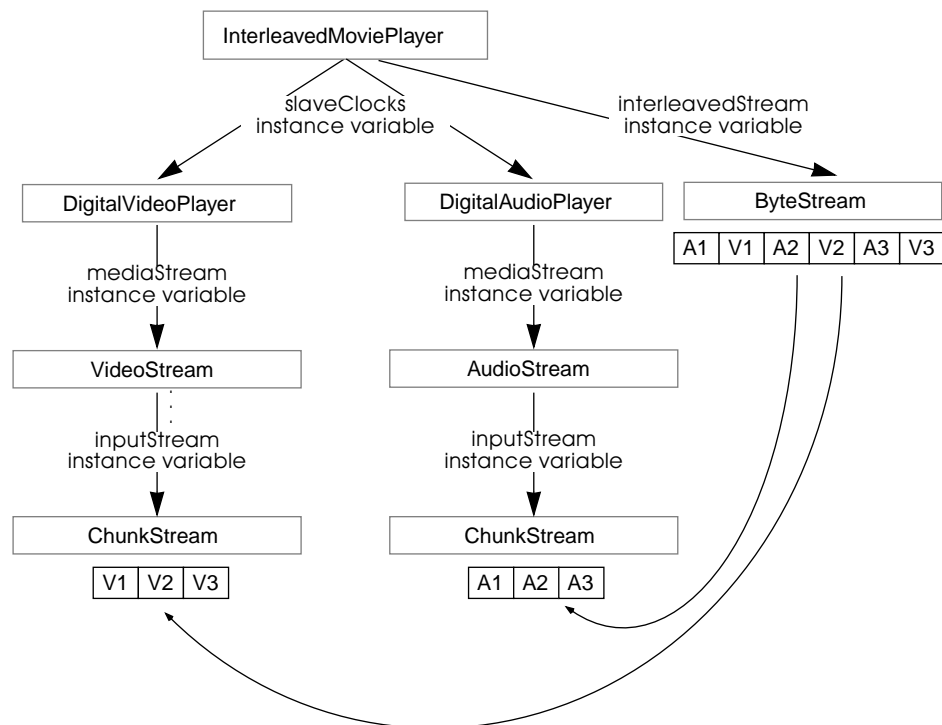 InterleavedMoviePlayer
slaveClocks
instance variable
interleavedStream
instance variable
DigitalVideoPlayer
DigitalAudioPlayer
ByteStream
A1 V1 A2 V2 A3 V3
mediaStream
instance variable
mediaStream
instance variable
VideoStream
AudioStream
inputStream
instance variable
inputStream
instance variable
ChunkStream
ChunkStream
V1 V2 V3
A1 A2 A3